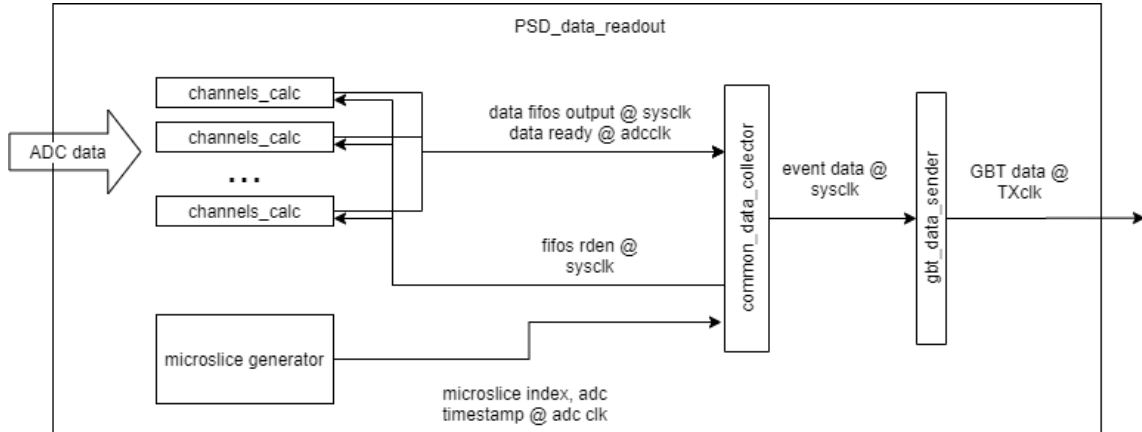 PSD_data_readout
channels_calc
ADC data
channels_calc
...
channels_calc
data fifos output @ sysclk
data ready @ adcclk
fifos rden @
sysclk
microslice generator
microslice index, adc
timestamp @ adc clk
common_data_collector
event data @
sysclk
gbt_data_sender
GBT data @
TXclk